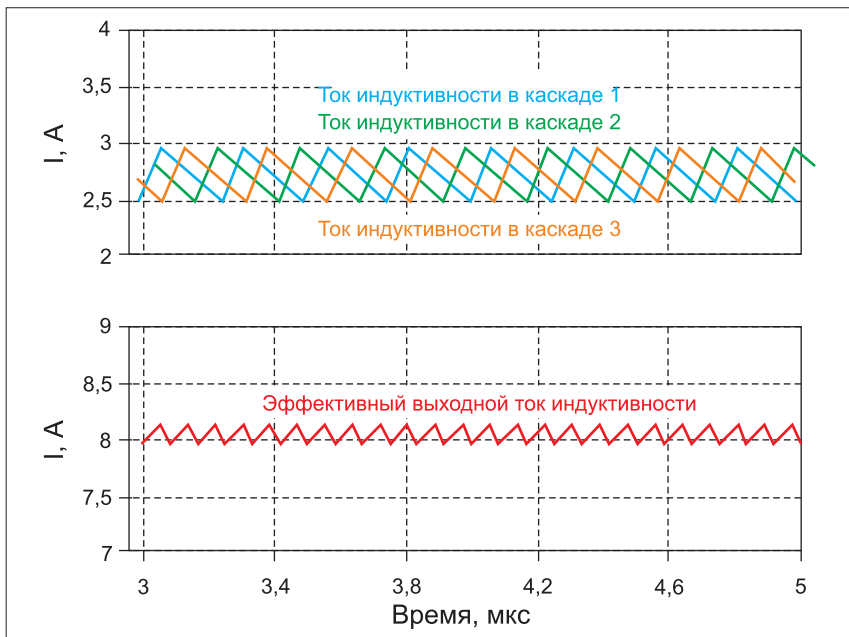 4
3,5
3
2,5
2
I, A
Ток индуктивности в каскаде 1
Ток индуктивности в каскаде 2
Ток индуктивности в каскаде 3
9
8,5
8
7,5
7
I, A
Эффективный выходной ток индуктивности
3 3,4 3,8 4,2 4,6 5
Время, мкс